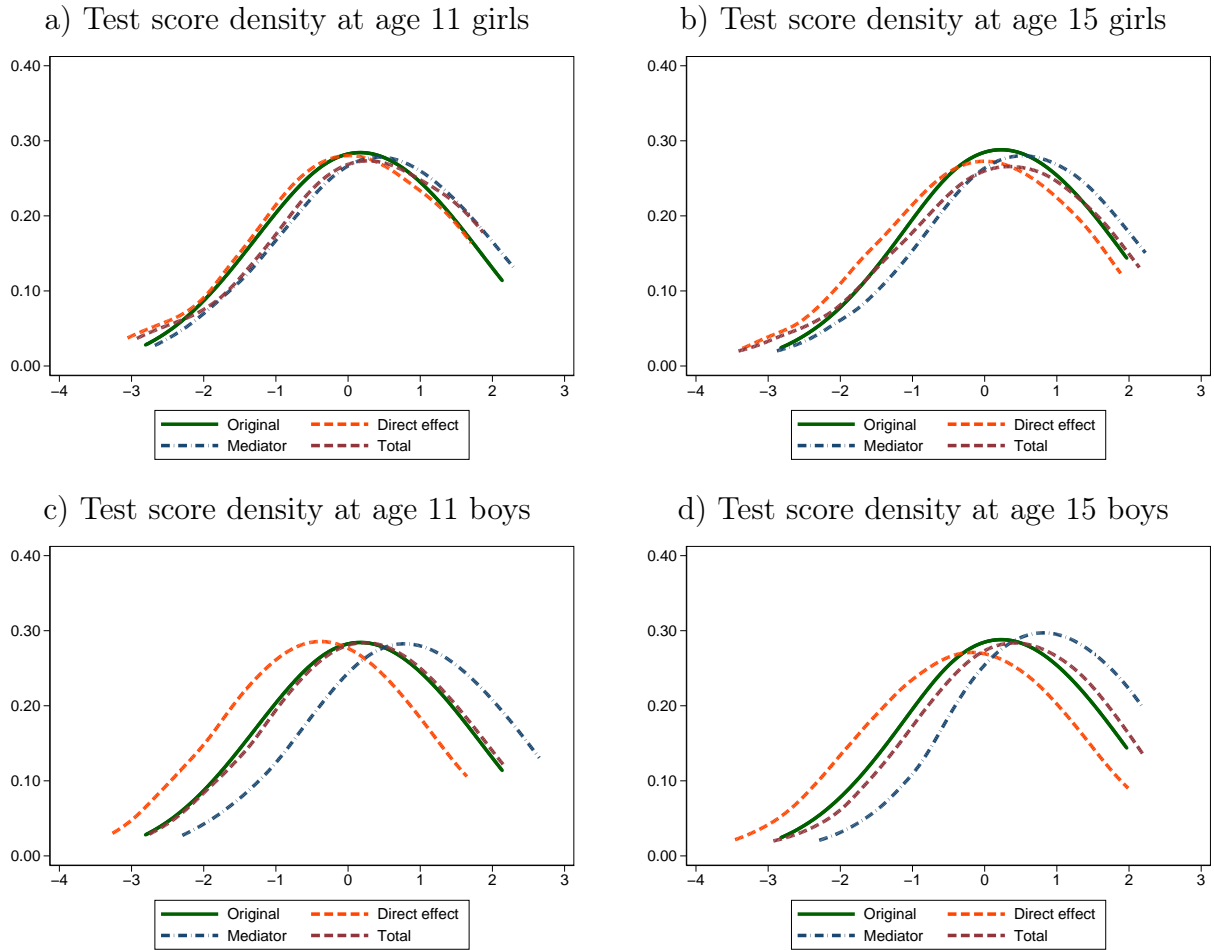 a) Test score density at age 11 girls
0.40
0.30
0.20
0.10
0.00
−4 −3 −2 −1 0 1 2 3
Original Direct effect
Mediator Total
b) Test score density at age 15 girls
0.40
0.30
0.20
0.10
0.00
−4 −3 −2 −1 0 1 2 3
Original Direct effect
Mediator Total
c) Test score density at age 11 boys
0.40
0.30
0.20
0.10
0.00
−4 −3 −2 −1 0 1 2 3
Original Direct effect
Mediator Total
d) Test score density at age 15 boys
0.40
0.30
0.20
0.10
0.00
−4 −3 −2 −1 0 1 2 3
Original Direct effect
Mediator Total